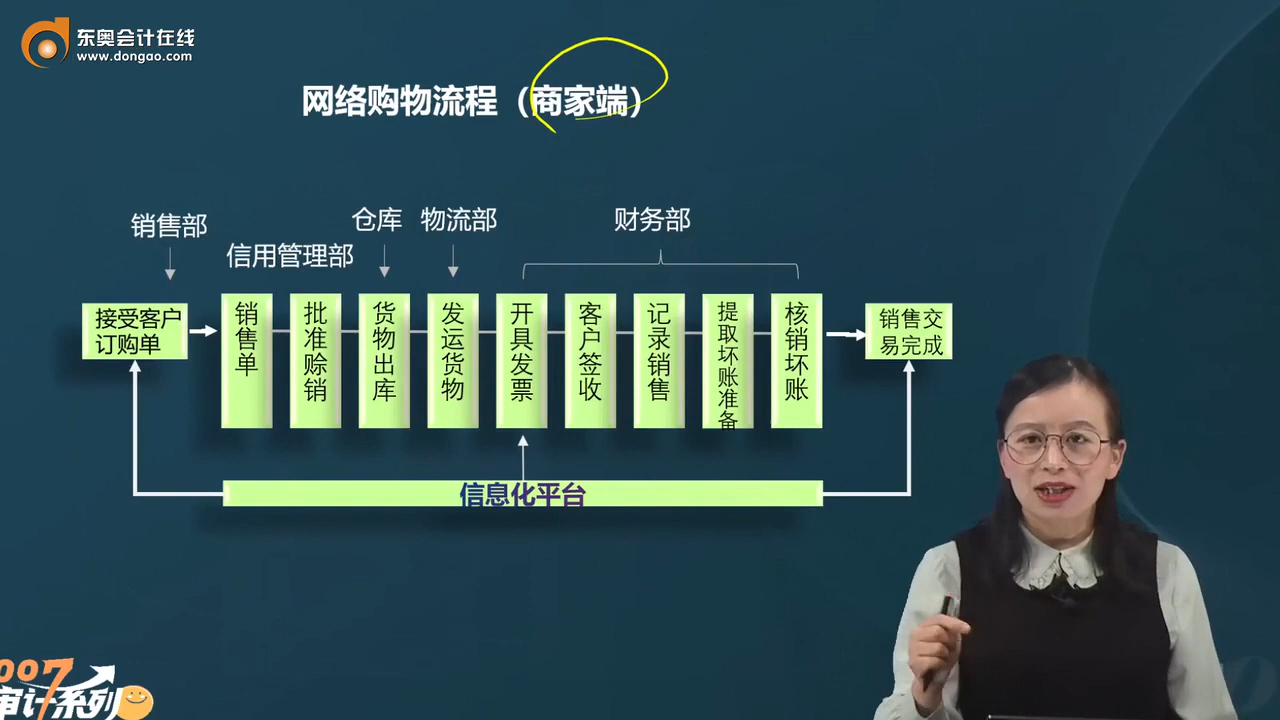 东奥会计在线
www.dongao.com
网络购物流程（商家端）
销售部
信用管理部
仓库
物流部
财务部
接受客户
订购单
销售单
批准赊销
货物出库
发运货物
开具发票
客户签收
记录销售
提取坏账准备
核销坏账
销售交
易完成
信息化平台
007
审计系列